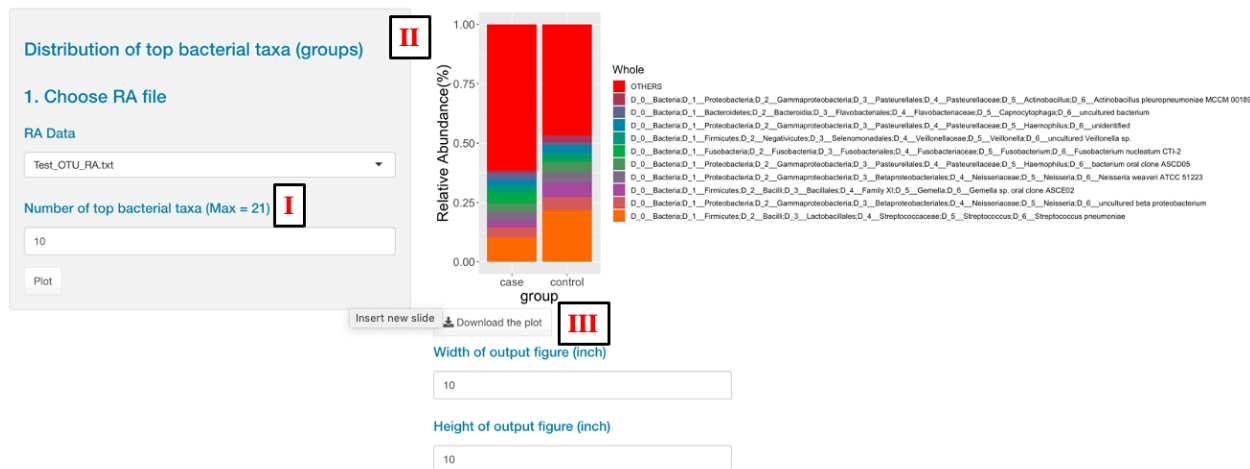 Distribution of top bacterial taxa (groups)
II
1. Choose RA file
RA Data
Test_OTU_RA.txt
Number of top bacterial taxa (Max = 21)
I
10
Plot
Relative Abundance(%)
1.00
0.75
0.50
0.25
0.00
case control
group
Whole
OTHERS
D_0__Bacteria;D_1__Proteobacteria;D_2__Gammaproteobacteria;D_3__Pasteurellales;D_4__Pasteurellaceae;D_5__Actinobacillus;D_6__Actinobacillus pleuropneumoniae MCCM 00189
D_0__Bacteria;D_1__Bacteroidetes;D_2__Bacteroidia;D_3__Flavobacteriales;D_4__Flavobacteriaceae;D_5__Capnocytophaga;D_6__uncultured bacterium
D_0__Bacteria;D_1__Proteobacteria;D_2__Gammaproteobacteria;D_3__Pasteurellales;D_4__Pasteurellaceae;D_5__Haemophilus;D_6__unidentified
D_0__Bacteria;D_1__Firmicutes;D_2__Negativicutes;D_3__Selenomonadales;D_4__Veillonellaceae;D_5__Veillonella;D_6__uncultured Veillonella sp.
D_0__Bacteria;D_1__Fusobacteria;D_2__Fusobacteriia;D_3__Fusobacteriales;D_4__Fusobacteriaceae;D_5__Fusobacterium;D_6__Fusobacterium nucleatum CTI-2
D_0__Bacteria;D_1__Proteobacteria;D_2__Gammaproteobacteria;D_3__Pasteurellales;D_4__Pasteurellaceae;D_5__Haemophilus;D_6__bacterium oral clone ASCD05
D_0__Bacteria;D_1__Proteobacteria;D_2__Gammaproteobacteria;D_3__Betaproteobacteriales;D_4__Neisseriaceae;D_5__Neisseria;D_6__Neisseria weaveri ATCC 51223
D_0__Bacteria;D_1__Firmicutes;D_2__Bacilli;D_3__Bacillales;D_4__Family XI;D_5__Gemella;D_6__Gemella sp. oral clone ASCE02
D_0__Bacteria;D_1__Proteobacteria;D_2__Gammaproteobacteria;D_3__Betaproteobacteriales;D_4__Neisseriaceae;D_5__Neisseria;D_6__uncultured beta proteobacterium
D_0__Bacteria;D_1__Firmicutes;D_2__Bacilli;D_3__Lactobacillales;D_4__Streptococcaceae;D_5__Streptococcus;D_6__Streptococcus pneumoniae
Insert new slide
Download the plot
III
Width of output figure (inch)
10
Height of output figure (inch)
10